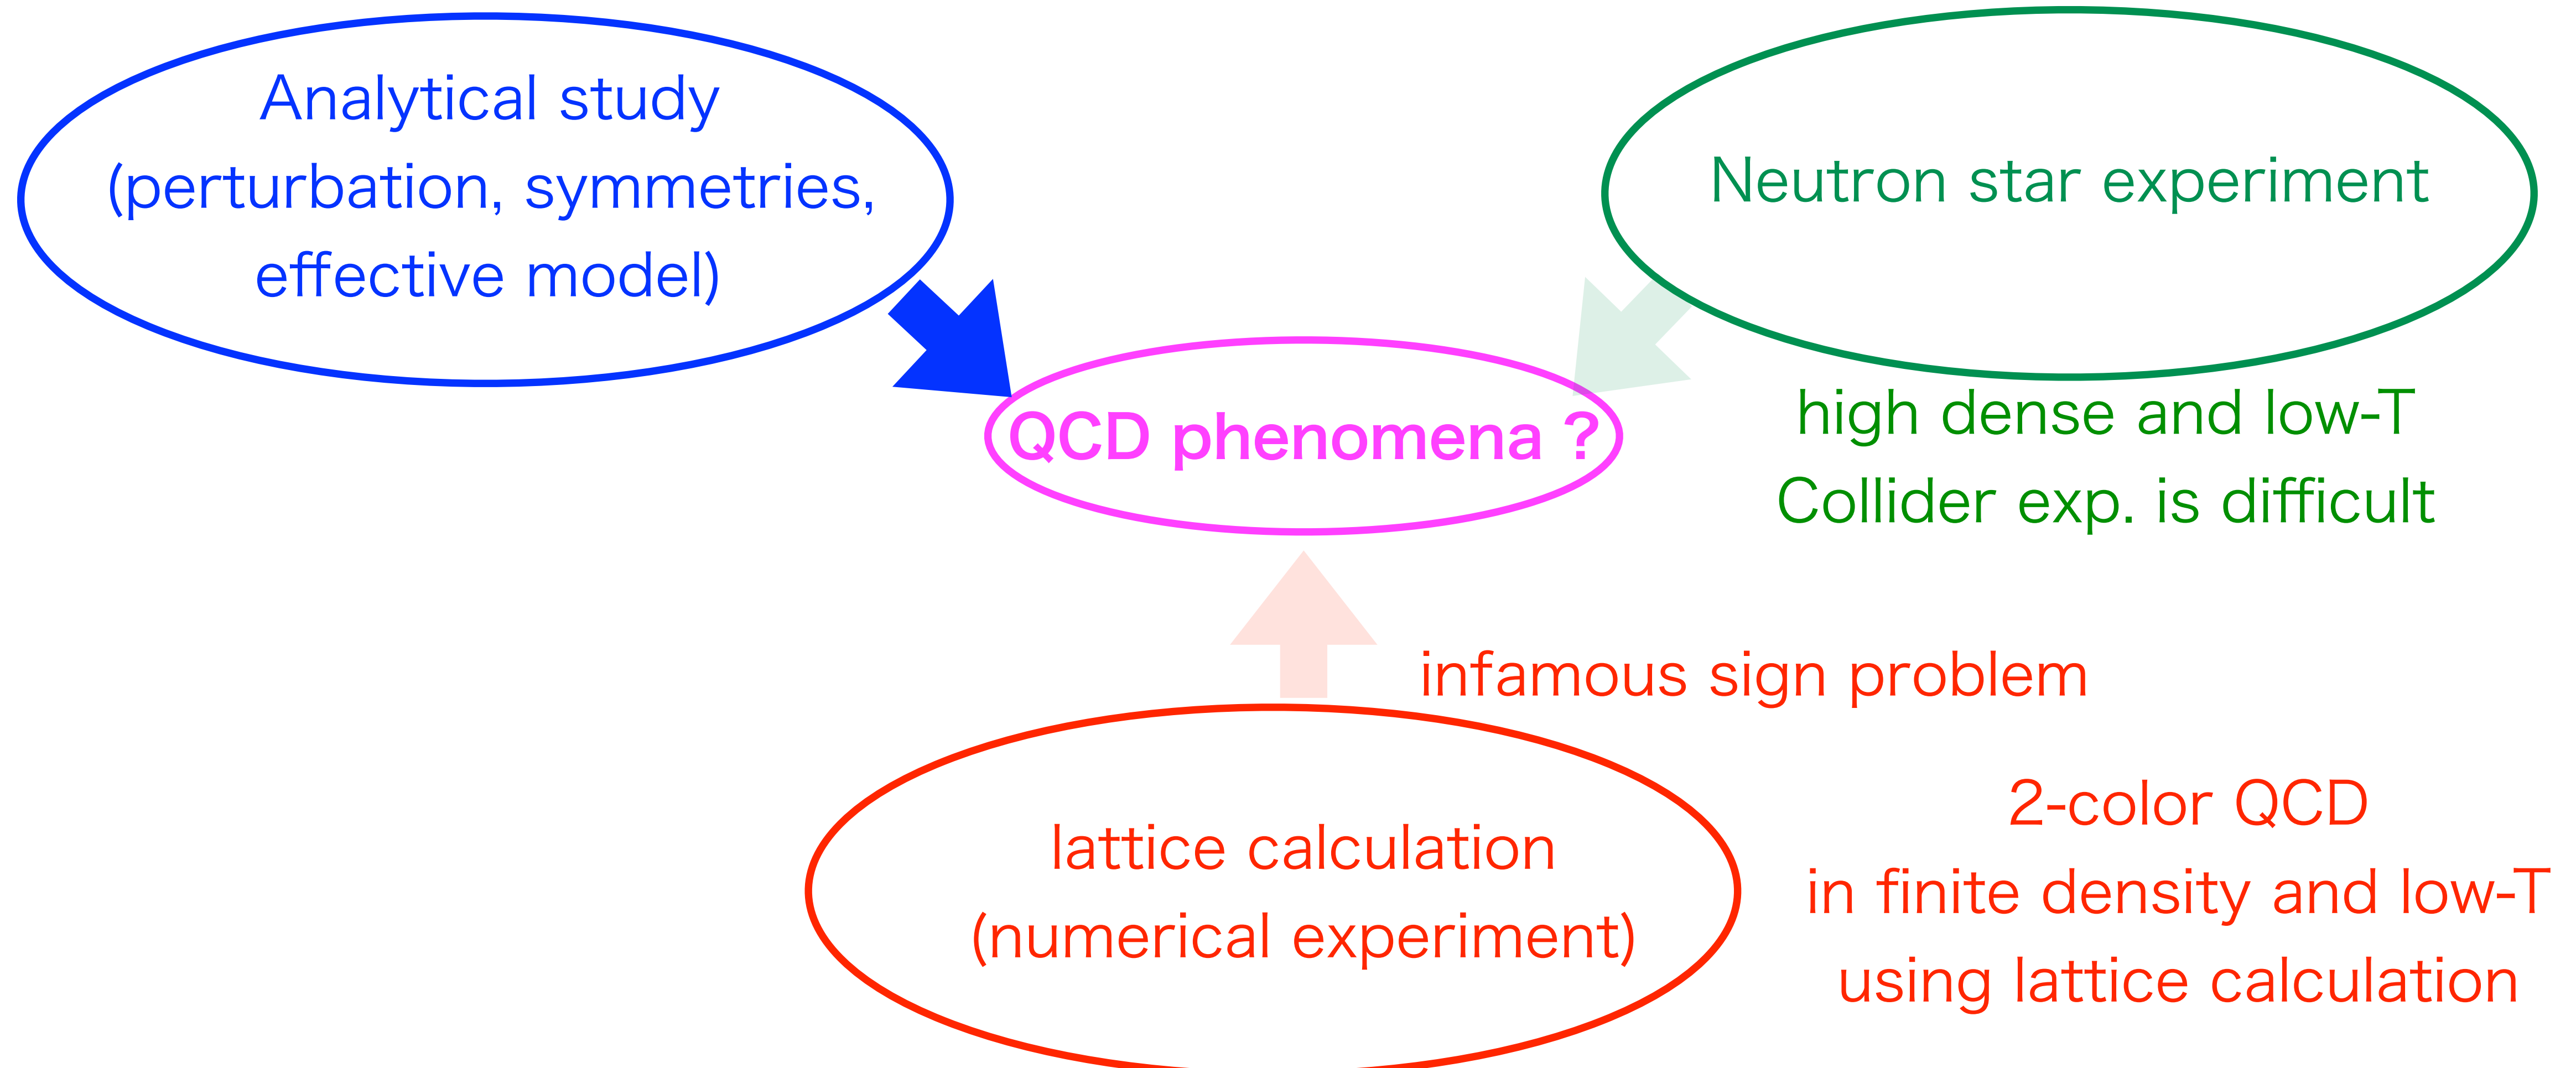 Analytical study
(perturbation, symmetries,
effective model)
Neutron star experiment
high dense and low-T
Collider exp. is difficult
QCD phenomena ?
infamous sign problem
lattice calculation
(numerical experiment)
2-color QCD
in finite density and low-T
using lattice calculation